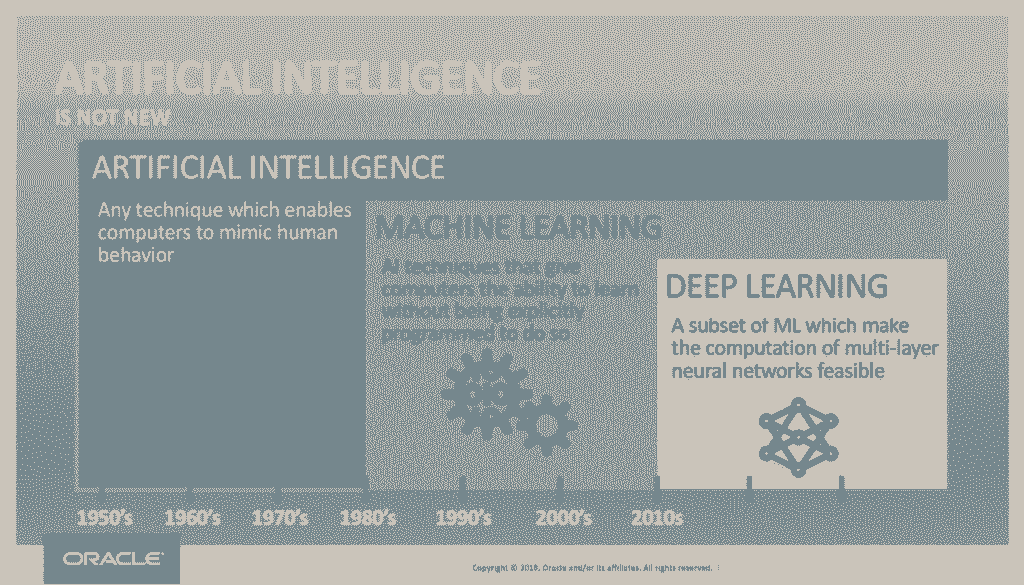 ARTIFICIAL INTELLIGENCE
IS NOT NEW
ARTIFICIAL INTELLIGENCE
Any technique which enables
computers to mimic human
behavior
MACHINE LEARNING
AI techniques that give
computers the ability to learn
without being explicitly
programmed to do so
DEEP LEARNING
A subset of ML which make
the computation of multi-layer
neural networks feasible
1950's 1960's 1970's 1980's 1990's 2000's 2010s
ORACLE
Copyright © 2018, Oracle and/or its affiliates. All rights reserved. |